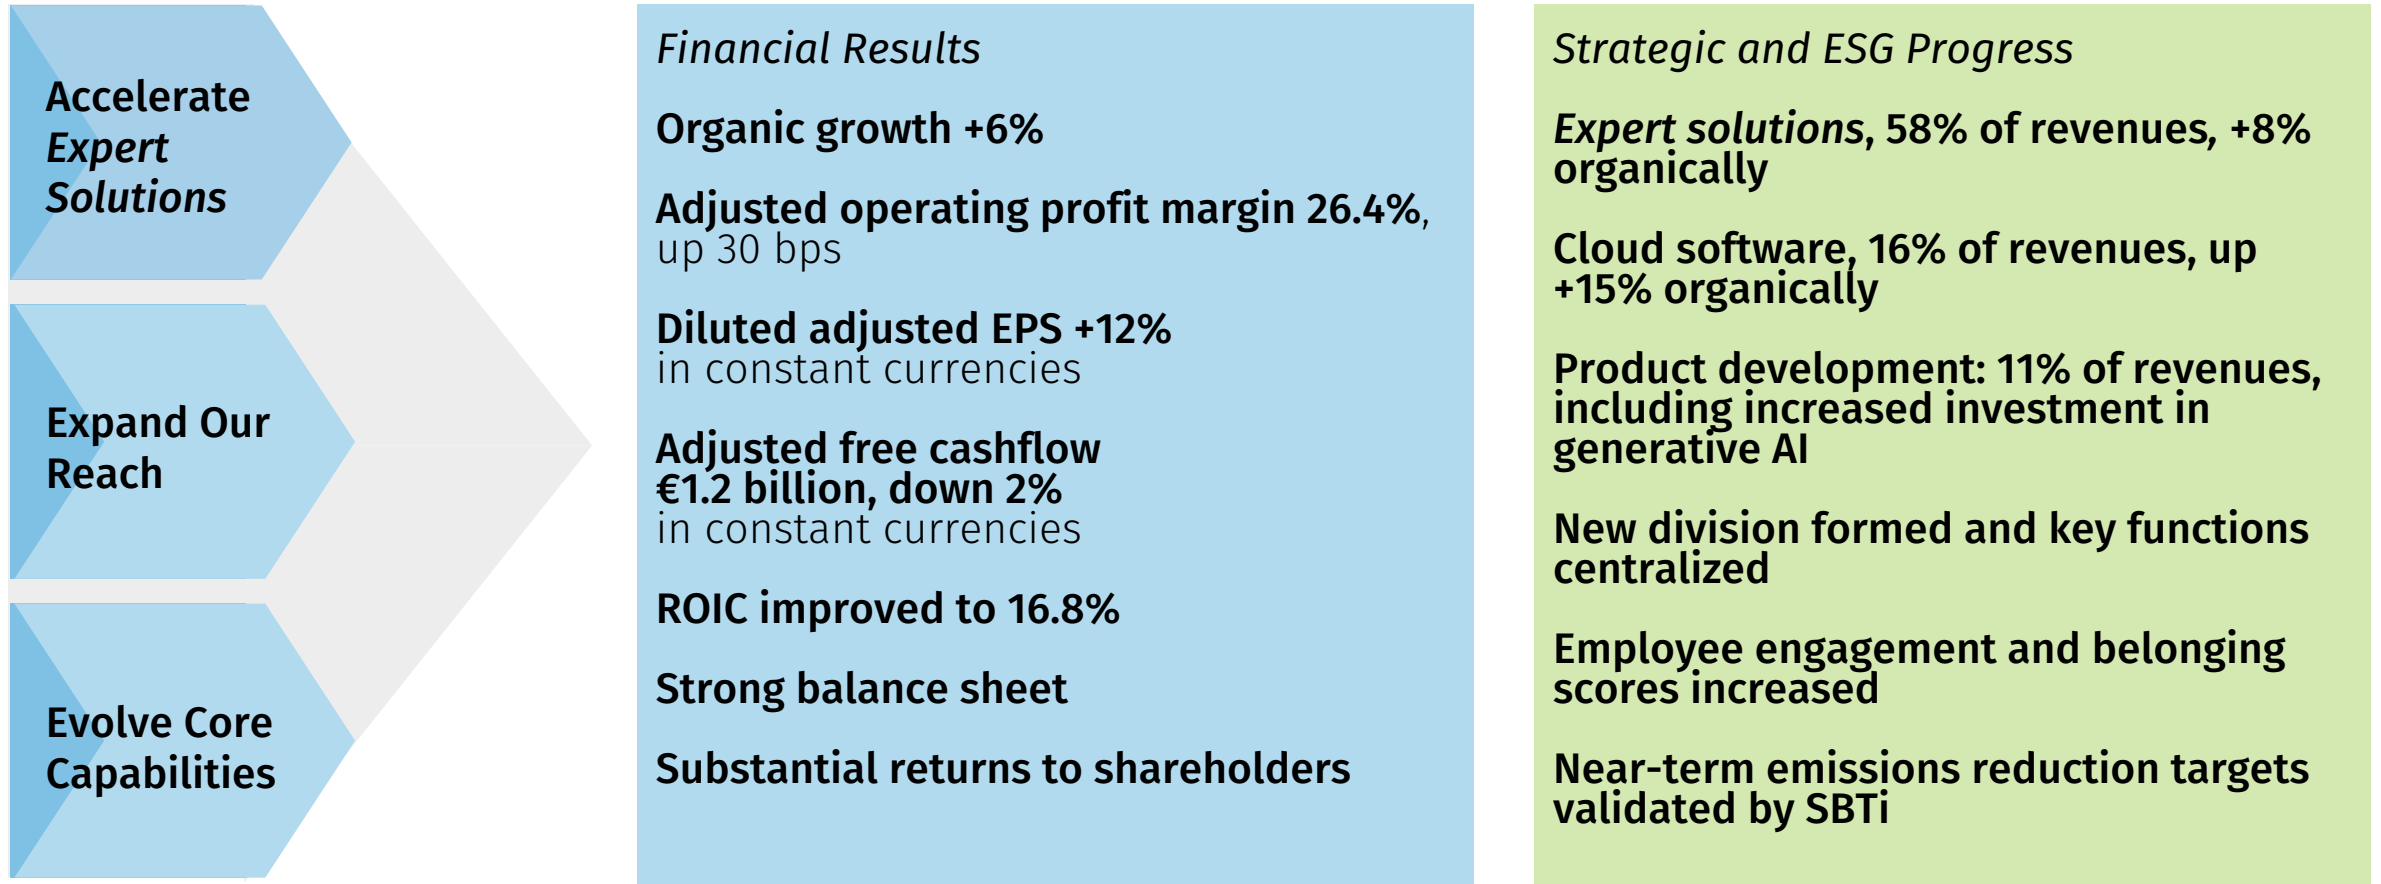 Accelerate
Expert
Solutions
Expand Our
Reach
Evolve Core
Capabilities
Financial Results
Organic growth +6%
Adjusted operating profit margin 26.4%,
up 30 bps
Diluted adjusted EPS +12%
in constant currencies
Adjusted free cashflow
€1.2 billion, down 2%
in constant currencies
ROIC improved to 16.8%
Strong balance sheet
Substantial returns to shareholders
Strategic and ESG Progress
Expert solutions, 58% of revenues, +8%
organically
Cloud software, 16% of revenues, up
+15% organically
Product development: 11% of revenues,
including increased investment in
generative AI
New division formed and key functions
centralized
Employee engagement and belonging
scores increased
Near-term emissions reduction targets
validated by SBTi